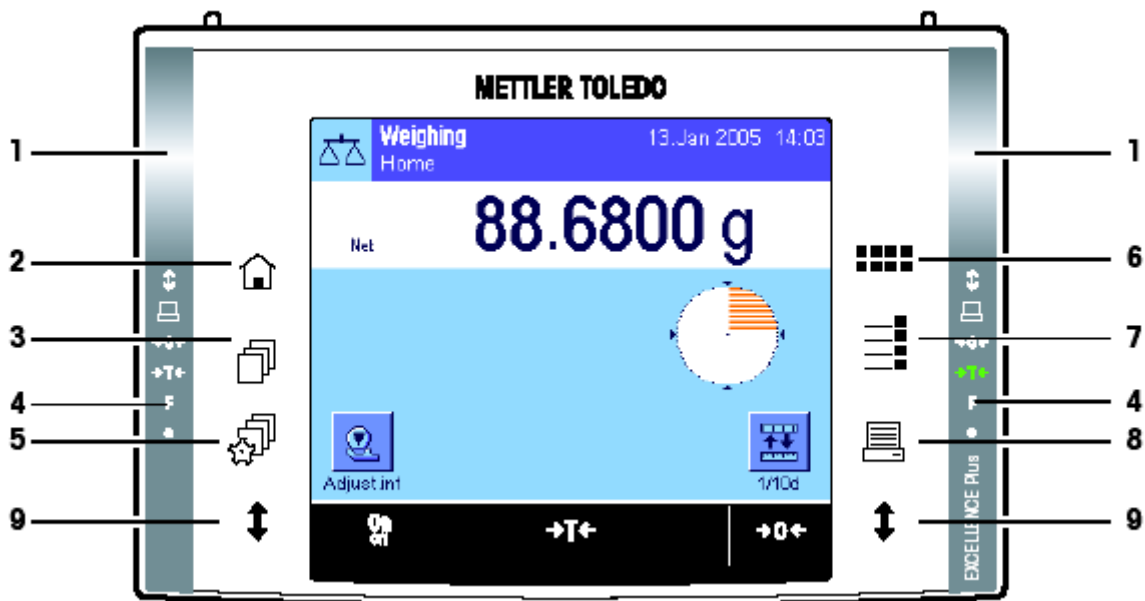 METTLER TOLEDO
Weighing 13.Jan 2005 14:03
Home
88.6800 g
Net
1 1
2 6
3 7
→T← →T←
F F
4 4
5 8
Adjust.int 1/10d
9 9
On
Off
→T← →0←
EXCELLENCE Plus